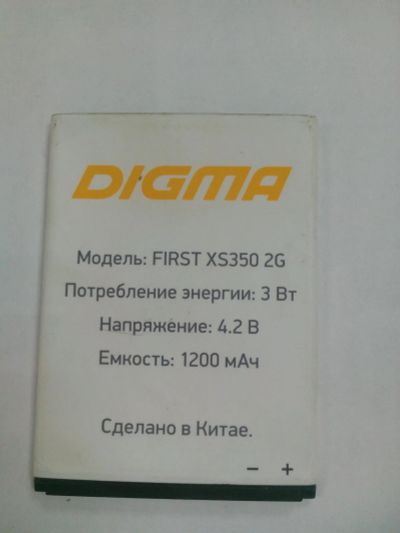 DIGMA
Модель: FIRST XS350 2G
Потребление энергии: 3 Вт
Напряжение: 4.2 В
Емкость: 1200 мАч
Сделано в Китае.
− +